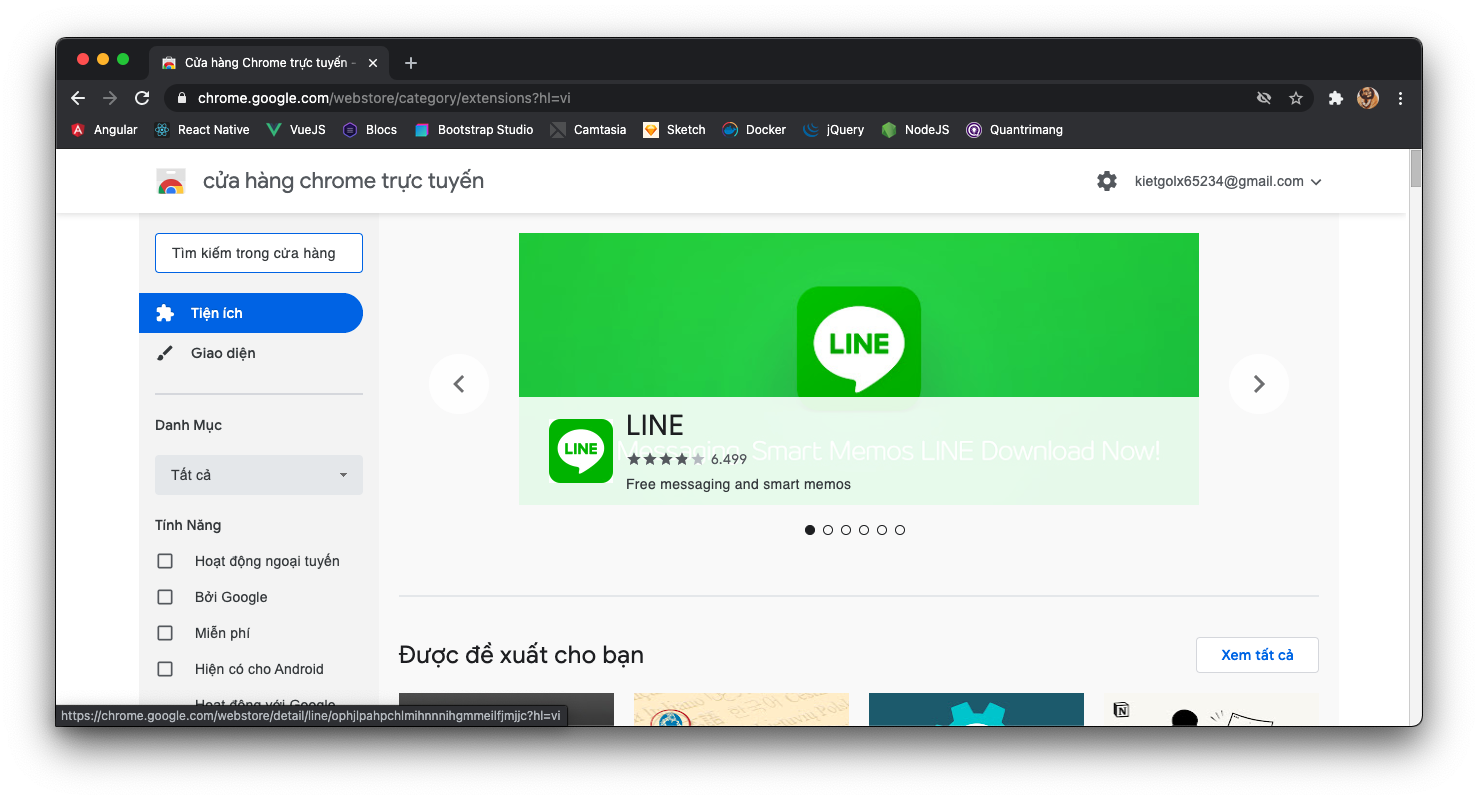 Cửa hàng Chrome trực tuyến -
chrome.google.com/webstore/category/extensions?hl=vi
Angular
React Native
VueJS
Blocs
Bootstrap Studio
Camtasia
Sketch
Docker
jQuery
NodeJS
Quantrimang
cửa hàng chrome trực tuyến
kietgolx65234@gmail.com
Tìm kiếm trong cửa hàng
Tiện ích
Giao diện
Danh Mục
Tất cả
Tính Năng
Hoạt động ngoại tuyến
Bởi Google
Miễn phí
Hiện có cho Android
Hoạt động với Google
LINE
LINE
LINE
Messaging, Smart Memos LINE Download Now!
6.499
Free messaging and smart memos
Được đề xuất cho bạn
Xem tất cả
N
https://chrome.google.com/webstore/detail/line/ophjlpahpchlmihnnnihgmmeilfjmjjc?hl=vi